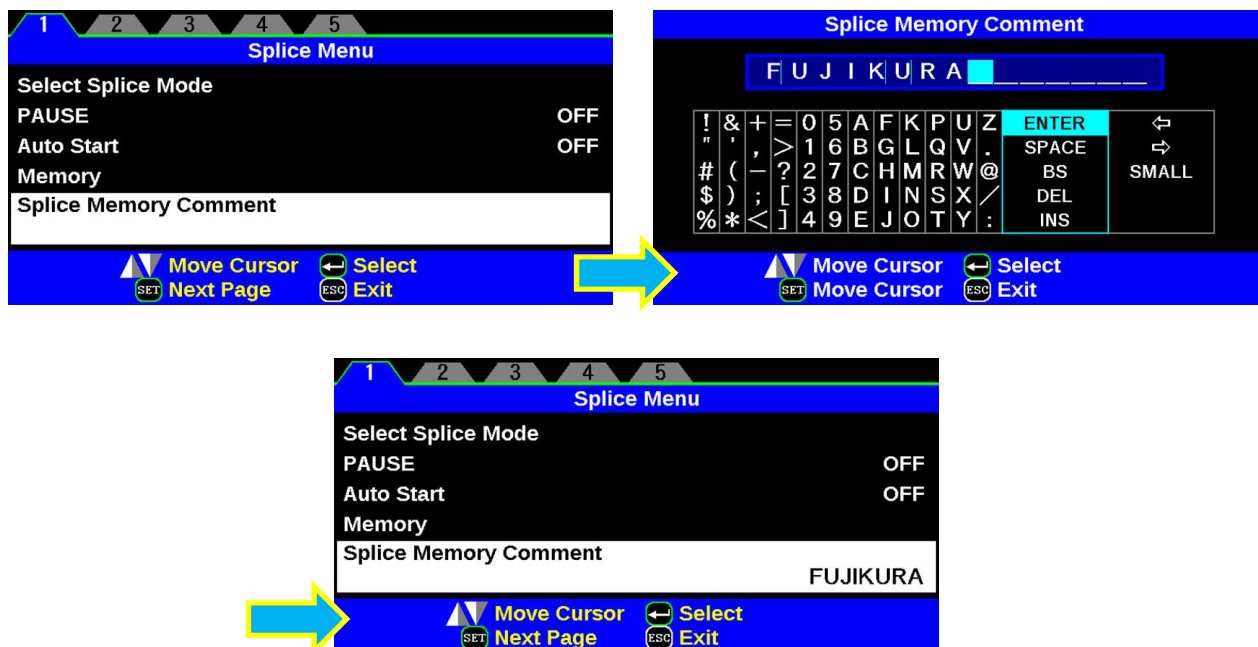 1 2 3 4 5
Splice Menu
Select Splice Mode
PAUSE OFF
Auto Start OFF
Memory
Splice Memory Comment
Move Cursor Select
SET Next Page ESC Exit
Splice Memory Comment
FUJIKURA_______
! & + = 0 5 A F K P U Z ENTER ⇦
" ' , > 1 6 B G L Q V . SPACE ⇨
# ( − ? 2 7 C H M R W @ BS SMALL
$ ) ; [ 3 8 D I N S X / DEL
% * < ] 4 9 E J O T Y : INS
Move Cursor Select
SET Move Cursor ESC Exit
1 2 3 4 5
Splice Menu
Select Splice Mode
PAUSE OFF
Auto Start OFF
Memory
Splice Memory Comment
FUJIKURA
Move Cursor Select
SET Next Page ESC Exit